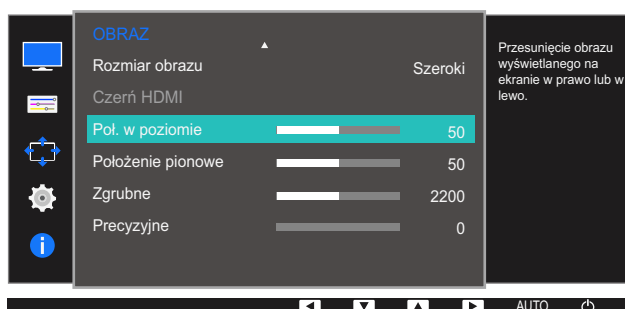 OBRAZ
Rozmiar obrazu Szeroki
Czerń HDMI
Poł. w poziomie 50
Położenie pionowe 50
Zgrubne 2200
Precyzyjne 0
Przesunięcie obrazu
wyświetlanego na
ekranie w prawo lub w
lewo.
AUTO